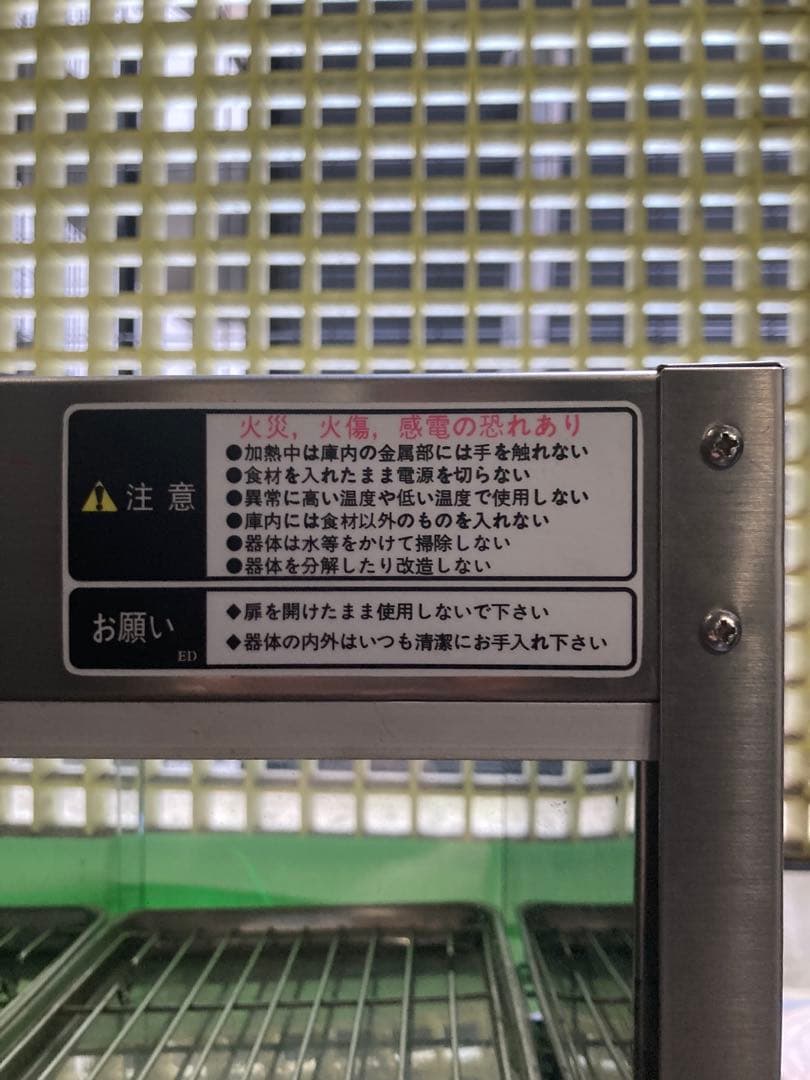 注意
火災，火傷，感電の恐れあり
●加熱中は庫内の金属部には手を触れない
●食材を入れたまま電源を切らない
●異常に高い温度や低い温度で使用しない
●庫内には食材以外のものを入れない
●器体は水等をかけて掃除しない
●器体を分解したり改造しない
お願い
ED
◆扉を開けたまま使用しないで下さい
◆器体の内外はいつも清潔にお手入れ下さい